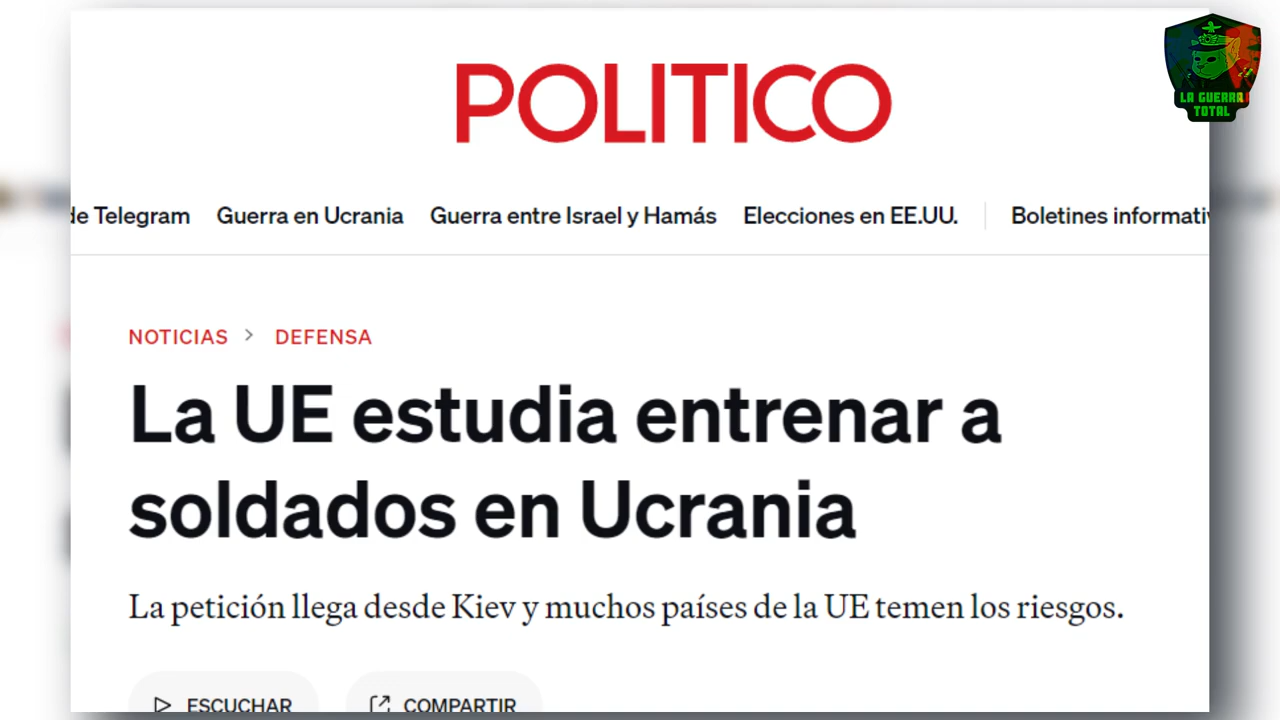 POLITICO
LA GUERRA
TOTAL
de Telegram Guerra en Ucrania Guerra entre Israel y Hamás Elecciones en EE.UU. Boletines informativ
NOTICIAS > DEFENSA
La UE estudia entrenar a
soldados en Ucrania
La petición llega desde Kiev y muchos países de la UE temen los riesgos.
ESCUCHAR COMPARTIR